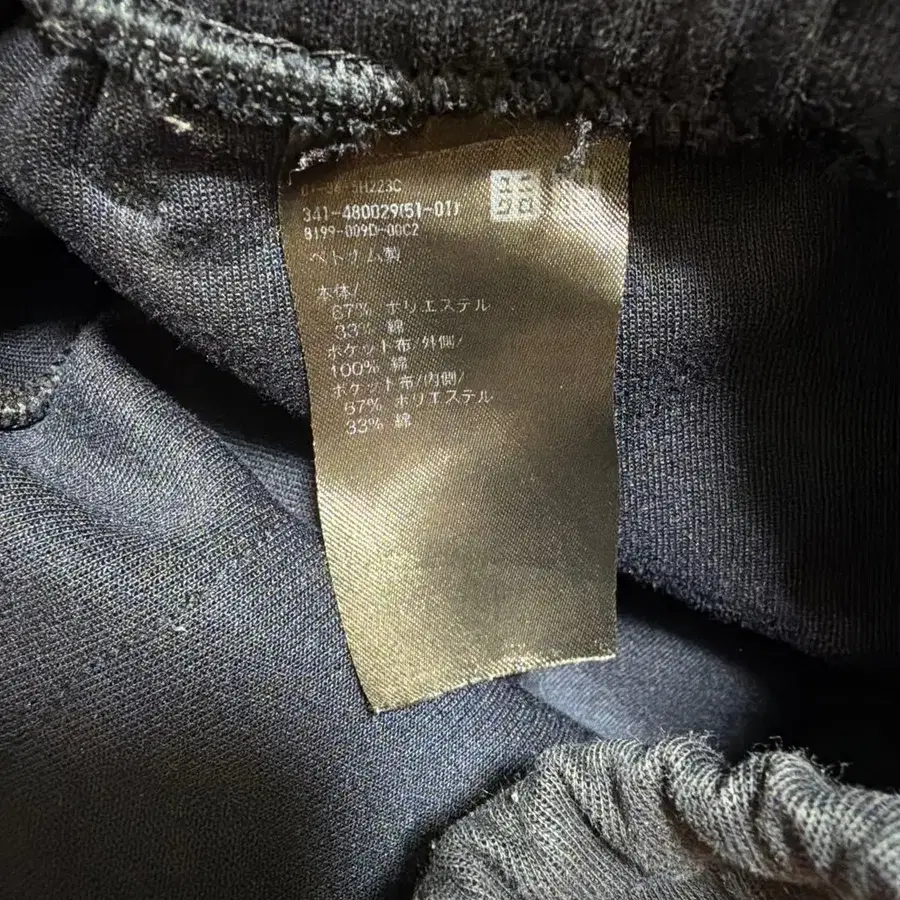 341-480029(51-01)
8199-009D-00C2
ベトナム製
本体/
67% ポリエステル
33% 綿
ポケット布/外側/
100% 綿
ポケット布/内側/
67% ポリエステル
33% 綿